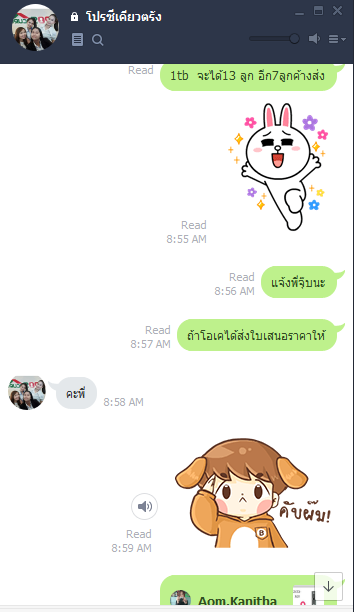 โปรซีเคียวตรัง
Read
1tb จะได้13 ลูก อีก7ลูกค้างส่ง
Read
8:55 AM
Read
8:56 AM
แจ้งพี่จุ๊บนะ
Read
8:57 AM
ถ้าโอเคได้ส่งใบเสนอราคาให้
คะพี่
8:58 AM
คับผ๊ม!
B
Read
8:59 AM
Aom.Kanitha